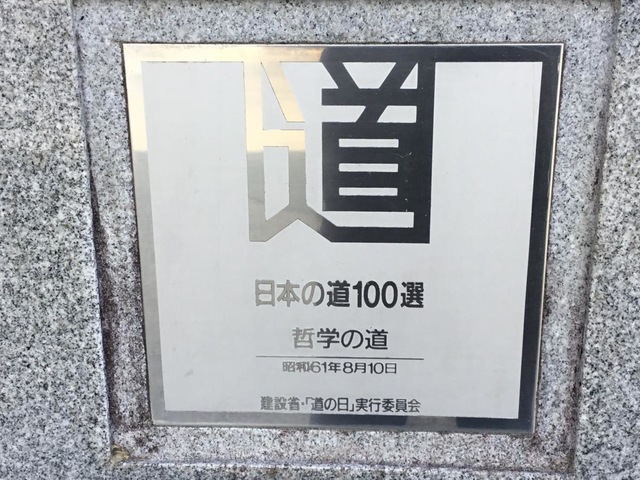 道
日本の道100選
哲学の道
昭和61年8月10日
建設省・「道の日」実行委員会